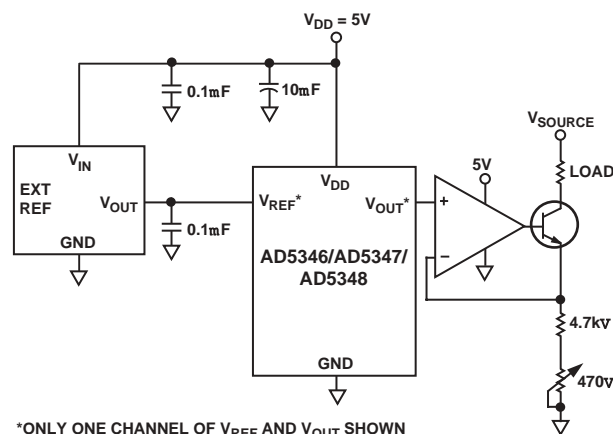 V_DD = 5V
0.1mF
10mF
V_SOURCE
LOAD
5V
EXT
REF
V_IN
V_OUT
GND
0.1mF
V_DD
V_REF*
V_OUT*
AD5346/AD5347/
AD5348
GND
+
–
4.7kv
470v
*ONLY ONE CHANNEL OF V_REF AND V_OUT SHOWN